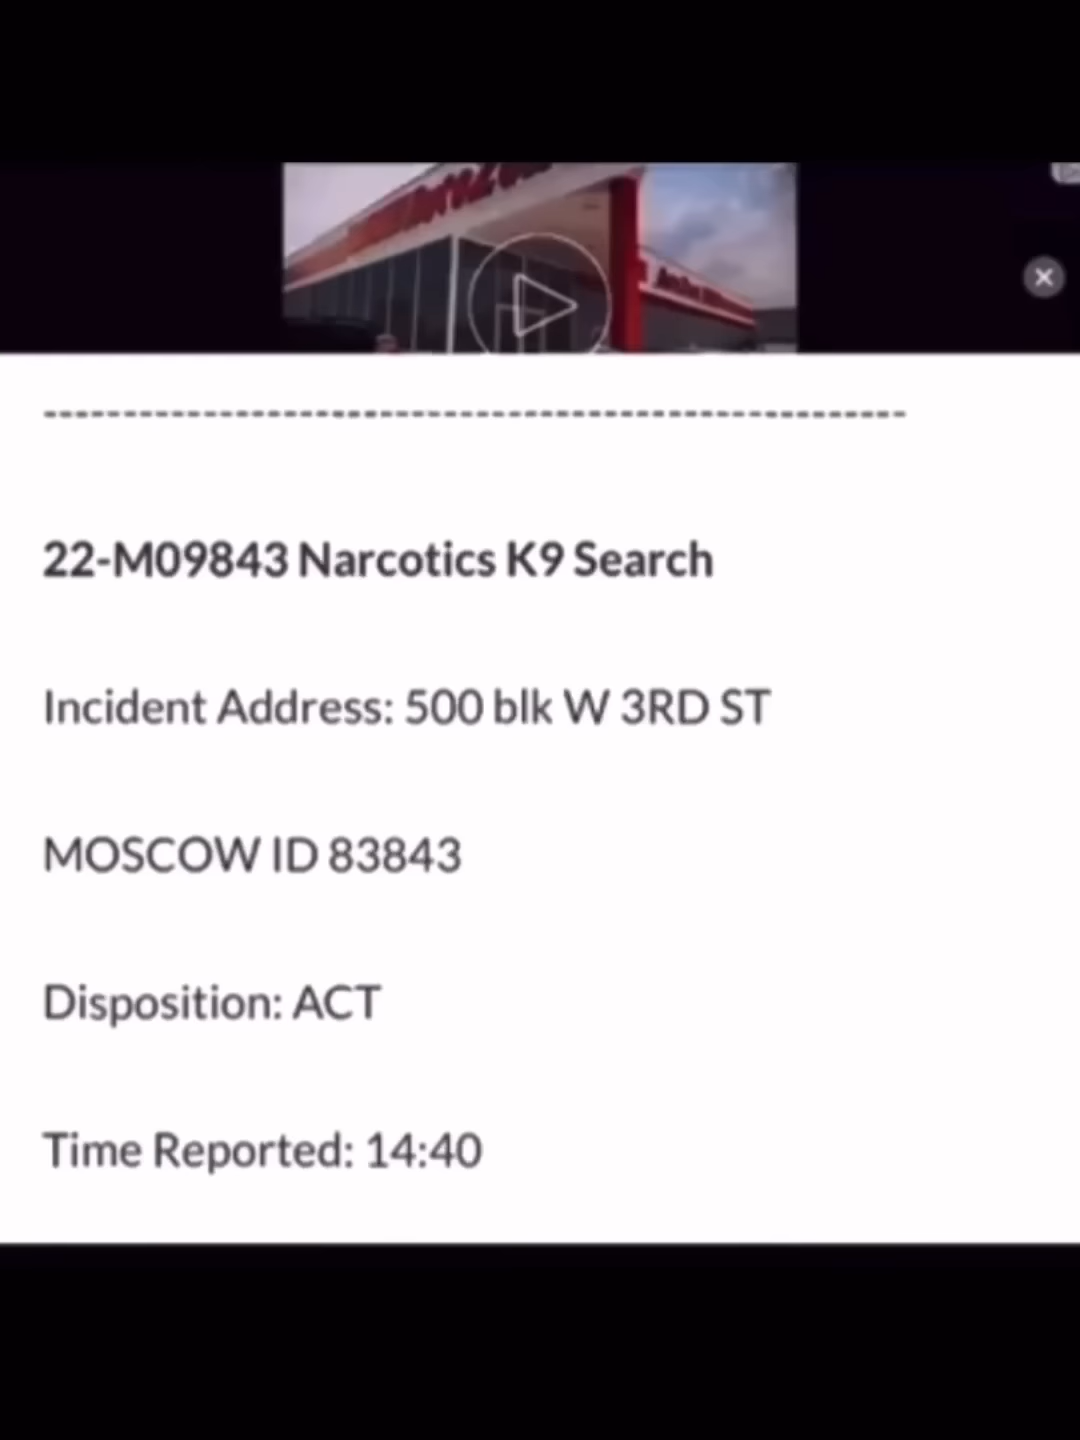 --------------------------------------------------------
22-M09843 Narcotics K9 Search
Incident Address: 500 blk W 3RD ST
MOSCOW ID 83843
Disposition: ACT
Time Reported: 14:40